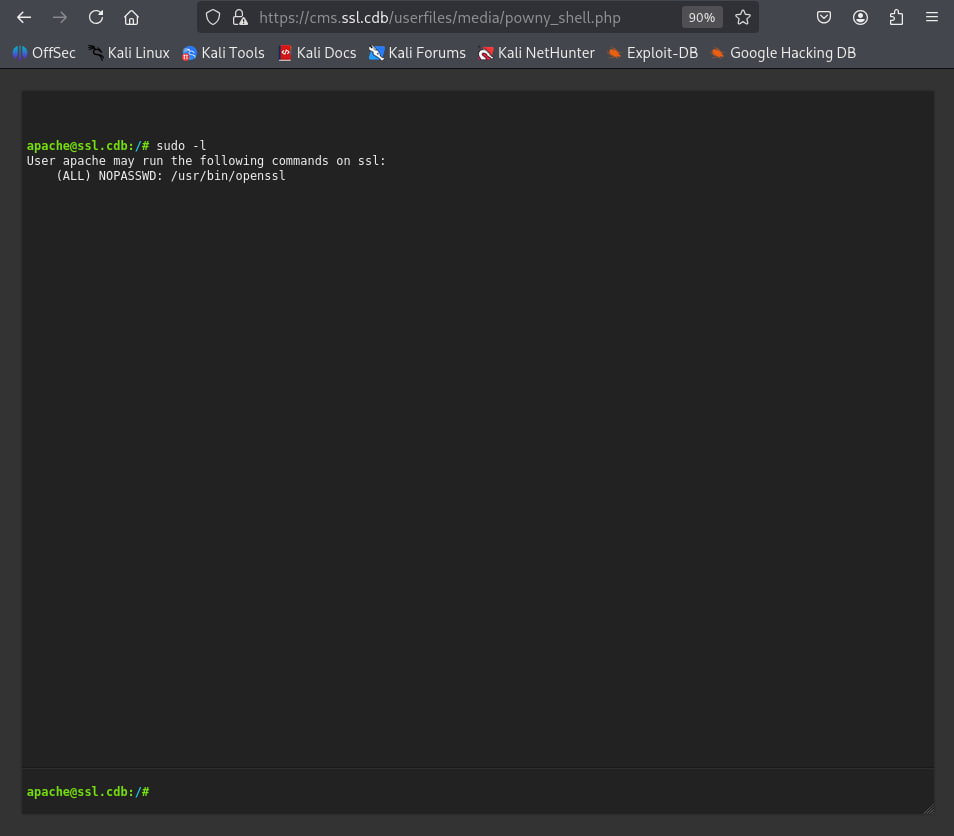 https://cms.ssl.cdb/userfiles/media/powny_shell.php 90%
OffSec Kali Linux Kali Tools Kali Docs Kali Forums Kali NetHunter Exploit-DB Google Hacking DB
apache@ssl.cdb:/# sudo -l
User apache may run the following commands on ssl:
    (ALL) NOPASSWD: /usr/bin/openssl
apache@ssl.cdb:/#